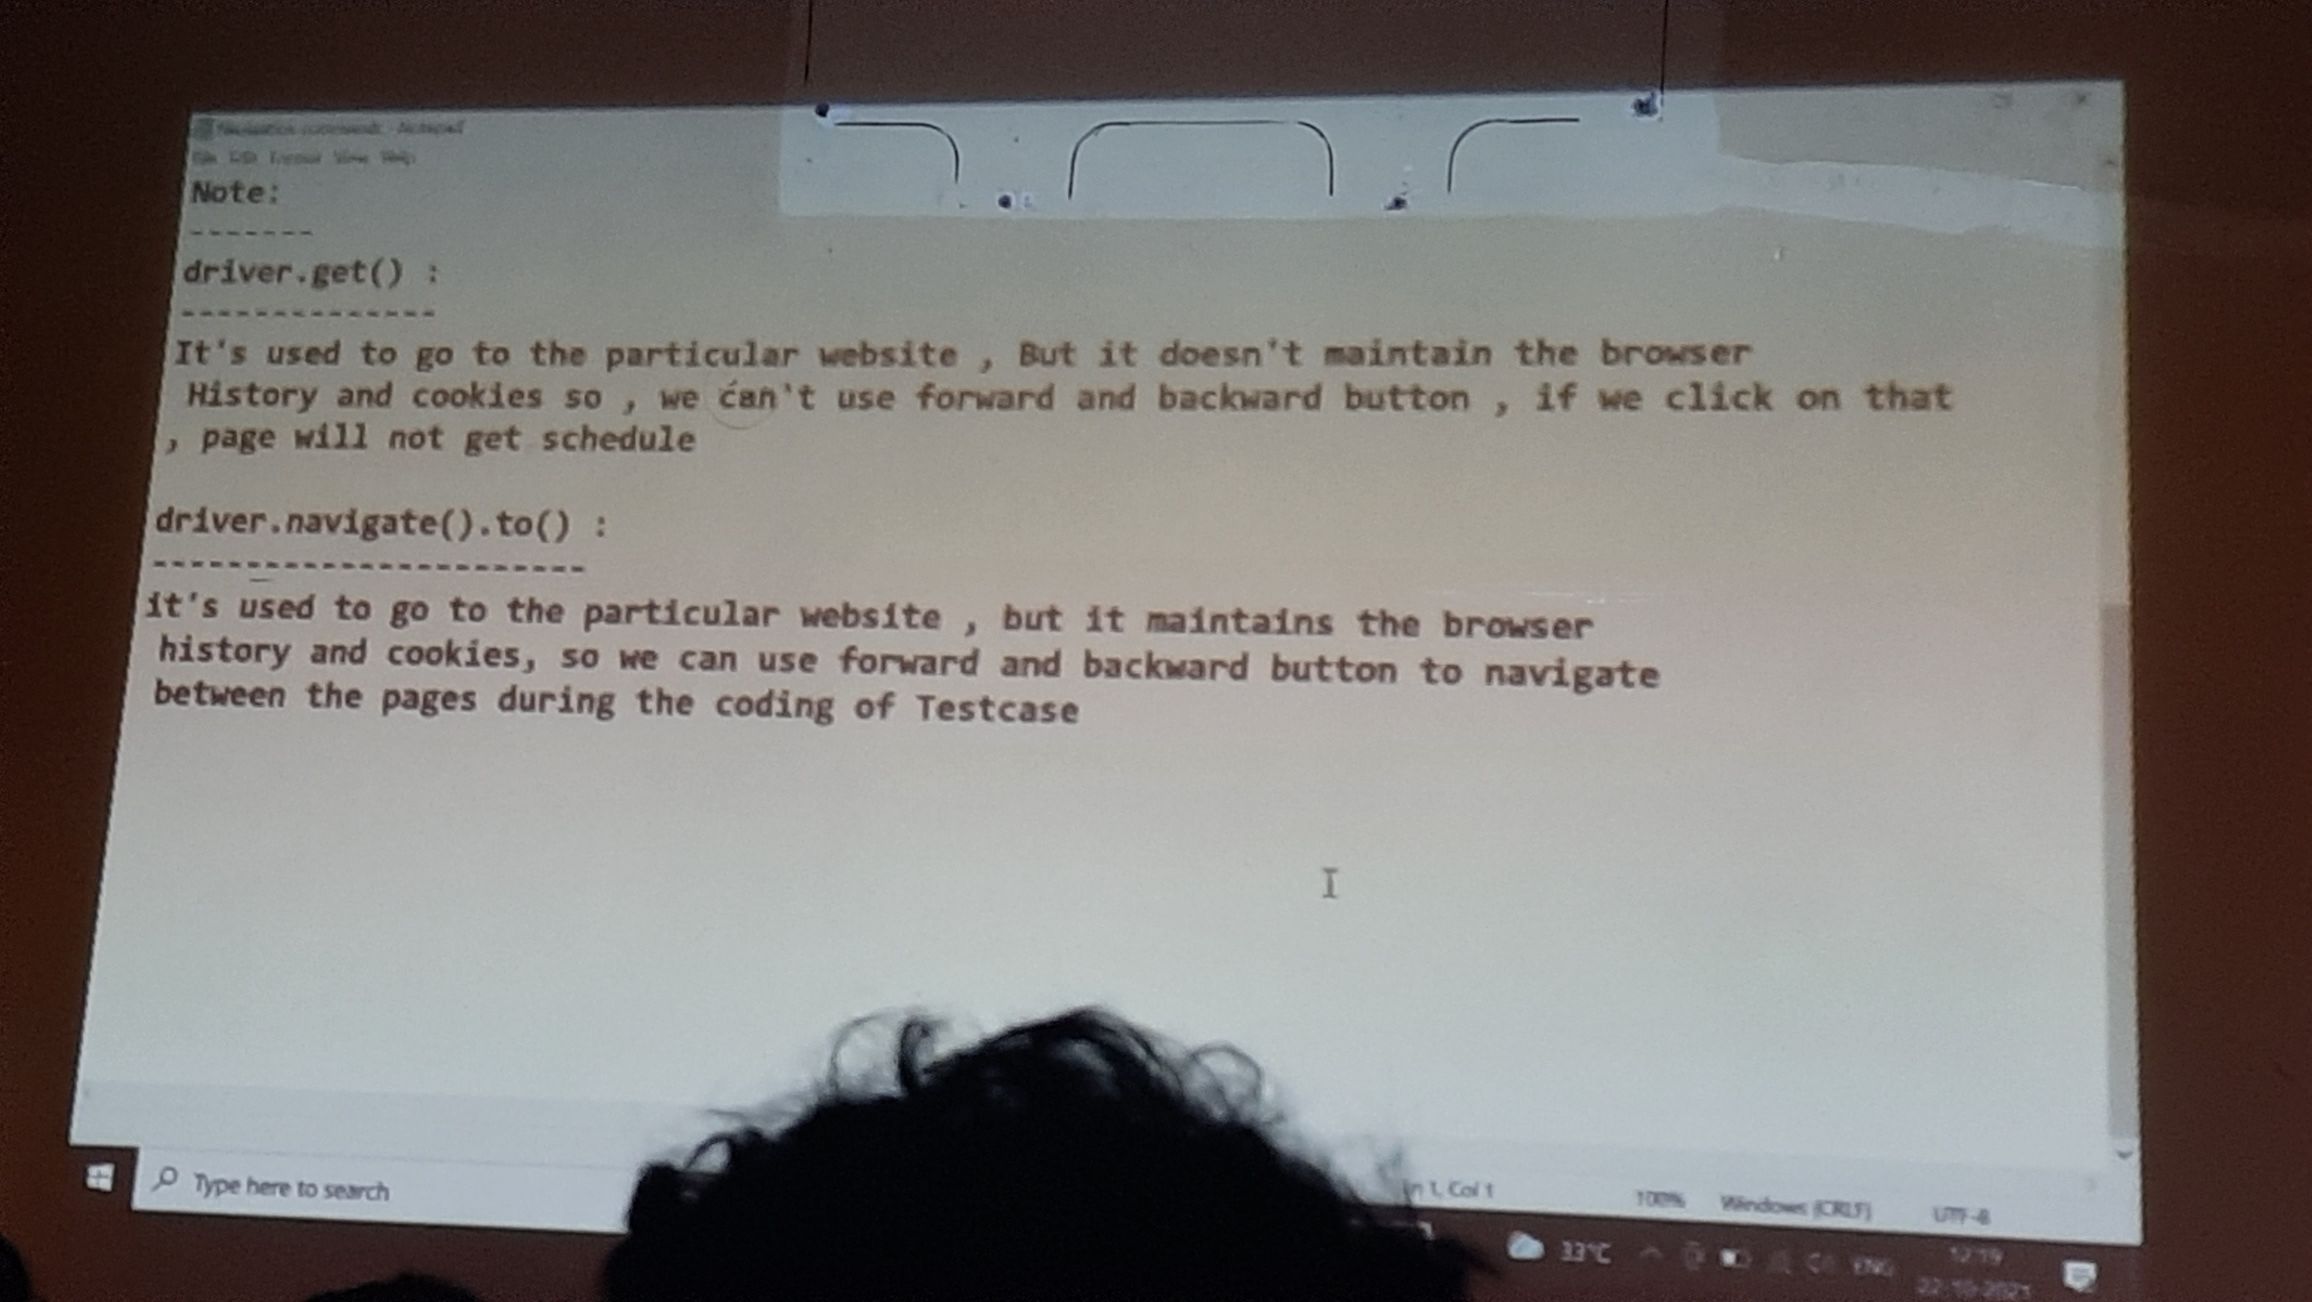 Navigation commands - Notepad
File Edit Format View Help
Note:
-------
driver.get() :
--------------
It's used to go to the particular website , But it doesn't maintain the browser
History and cookies so , we can't use forward and backward button , if we click on that
, page will not get schedule
driver.navigate().to() :
-----------------------
it's used to go to the particular website , but it maintains the browser
history and cookies, so we can use forward and backward button to navigate
between the pages during the coding of Testcase
Type here to search
Ln 1, Col 1
100%
Windows (CRLF)
UTF-8
33°C
ENG
12:19
22-10-2021